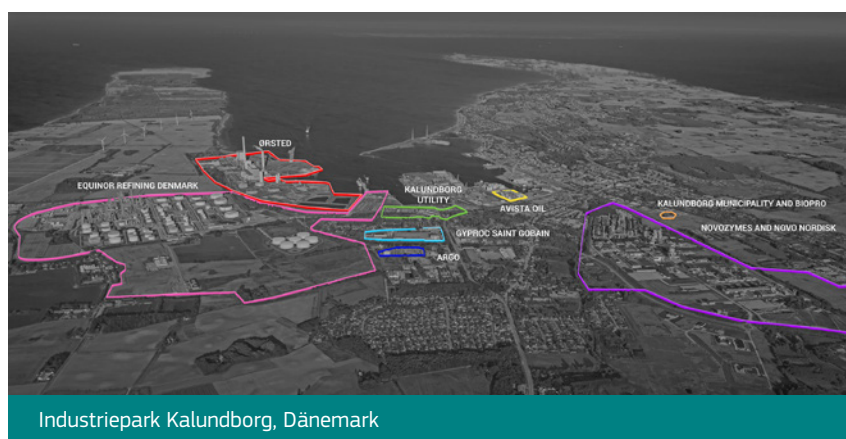 ØRSTED
EQUINOR REFINING DENMARK
KALUNDBORG
UTILITY
AVISTA OIL
KALUNDBORG MUNICIPALITY AND BIOPRO
NOVOZYMES AND NOVO NORDISK
GYPROC SAINT GOBAIN
ARGO
Industriepark Kalundborg, Dänemark